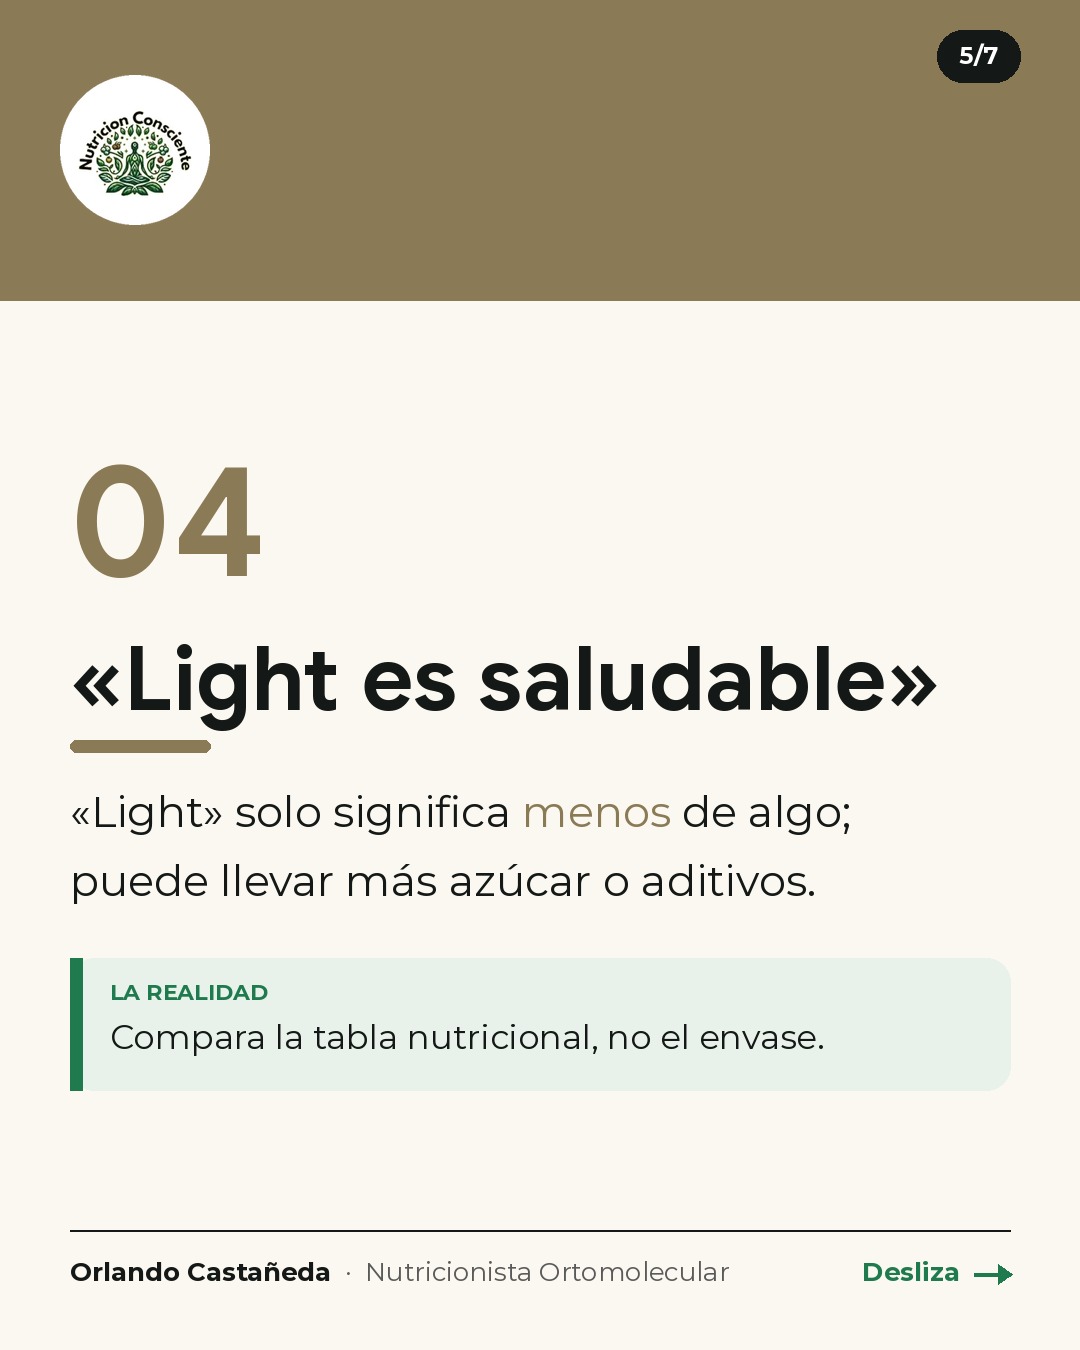 5/7
Nutricion Consciente
04
«Light es saludable»
«Light» solo significa menos de algo;
puede llevar más azúcar o aditivos.
LA REALIDAD
Compara la tabla nutricional, no el envase.
Orlando Castañeda · Nutricionista Ortomolecular
Desliza